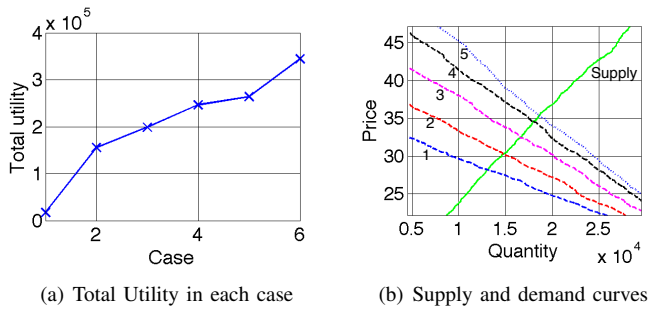 x 10^5
4
3
2
1
0
Total utility
2
4
6
Case
(a) Total Utility in each case
45
40
35
30
25
Price
5
4
3
2
1
Supply
0.5
1.0
1.5
2.0
2.5
Quantity
x 10^4
(b) Supply and demand curves